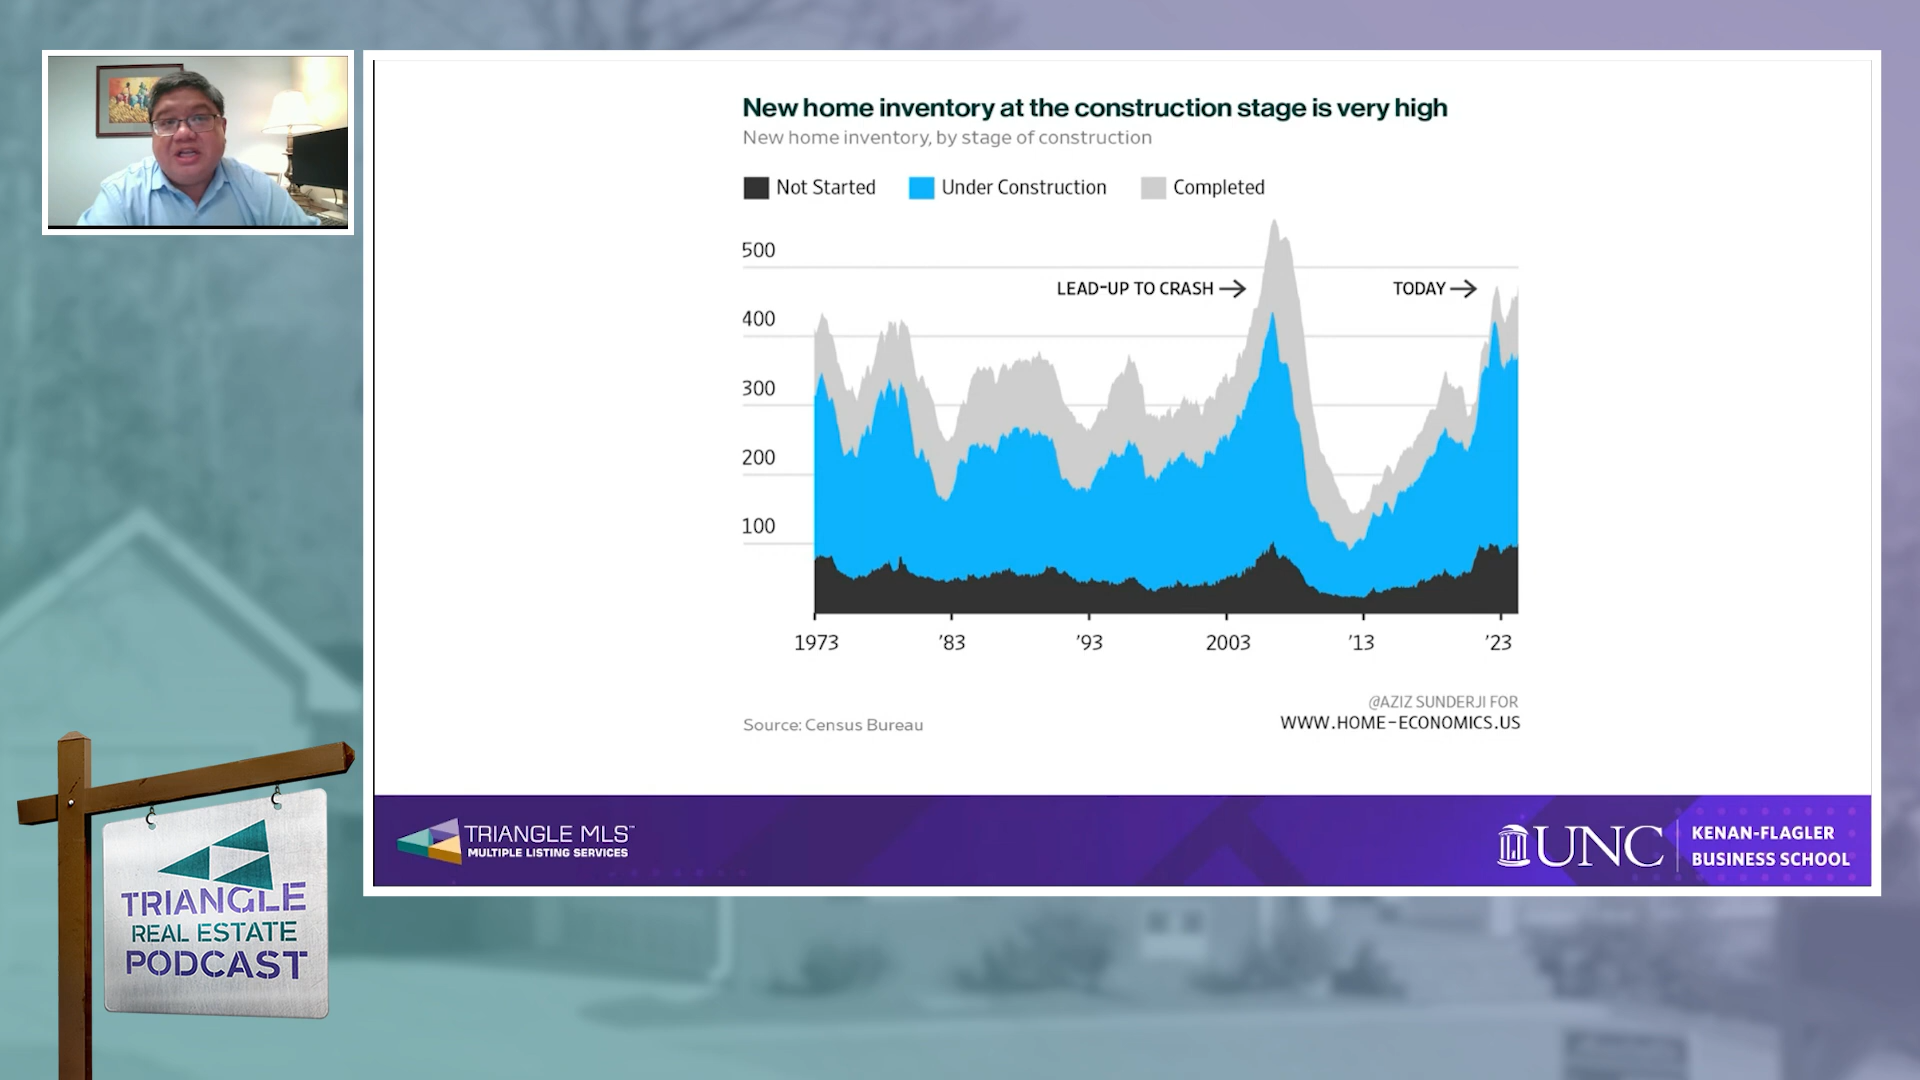 New home inventory at the construction stage is very high
New home inventory, by stage of construction
Not Started Under Construction Completed
500
LEAD-UP TO CRASH → TODAY →
400
300
200
100
1973 '83 '93 2003 '13 '23
@AZIZ SUNDERJI FOR
Source: Census Bureau WWW.HOME-ECONOMICS.US
TRIANGLE MLS™
MULTIPLE LISTING SERVICES
UNC KENAN-FLAGLER
BUSINESS SCHOOL
TRIANGLE
REAL ESTATE
PODCAST